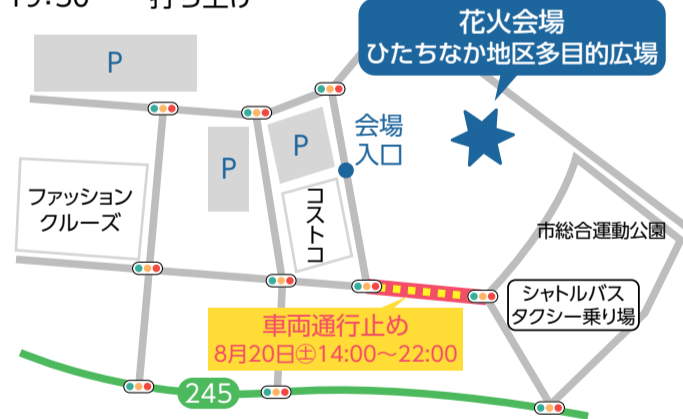 花火会場
ひたちなか地区多目的広場
P
P
P
会場
入口
ファッション
クルーズ
コストコ
市総合運動公園
シャトルバス
タクシー乗り場
車両通行止め
8月20日㊏14:00〜22:00
245